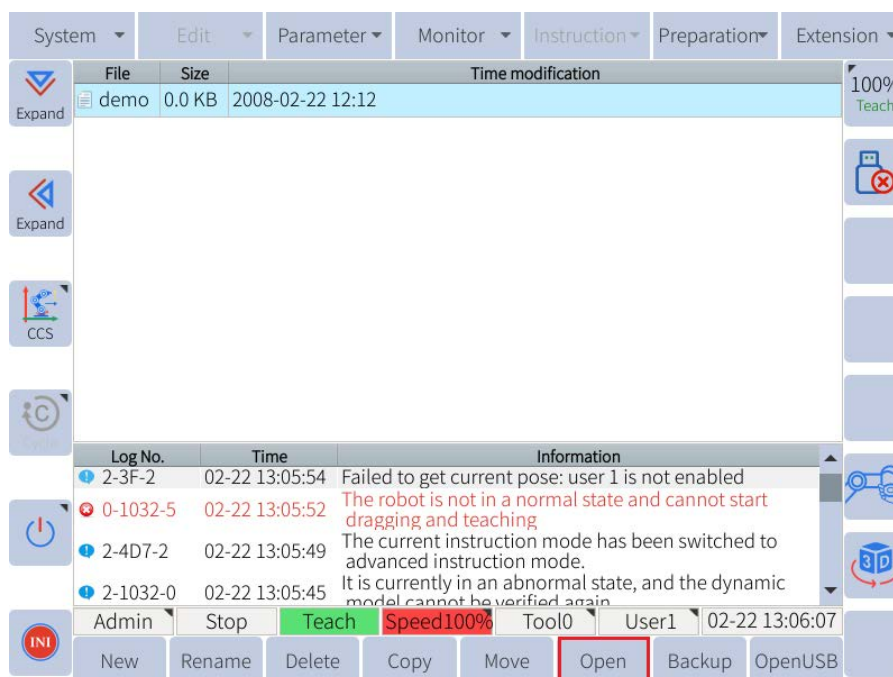 System Edit Parameter Monitor Instruction Preparation Extension
File Size Time modification
demo 0.0 KB 2008-02-22 12:12
Expand
100%
Teach
Expand
CCS
Cycle
Log No. Time Information
2-3F-2 02-22 13:05:54 Failed to get current pose: user 1 is not enabled
0-1032-5 02-22 13:05:52 The robot is not in a normal state and cannot start
dragging and teaching
2-4D7-2 02-22 13:05:49 The current instruction mode has been switched to
advanced instruction mode.
2-1032-0 02-22 13:05:45 It is currently in an abnormal state, and the dynamic
model cannot be verified again
3D
Admin Stop Teach Speed100% Tool0 User1 02-22 13:06:07
INI
New Rename Delete Copy Move Open Backup OpenUSB